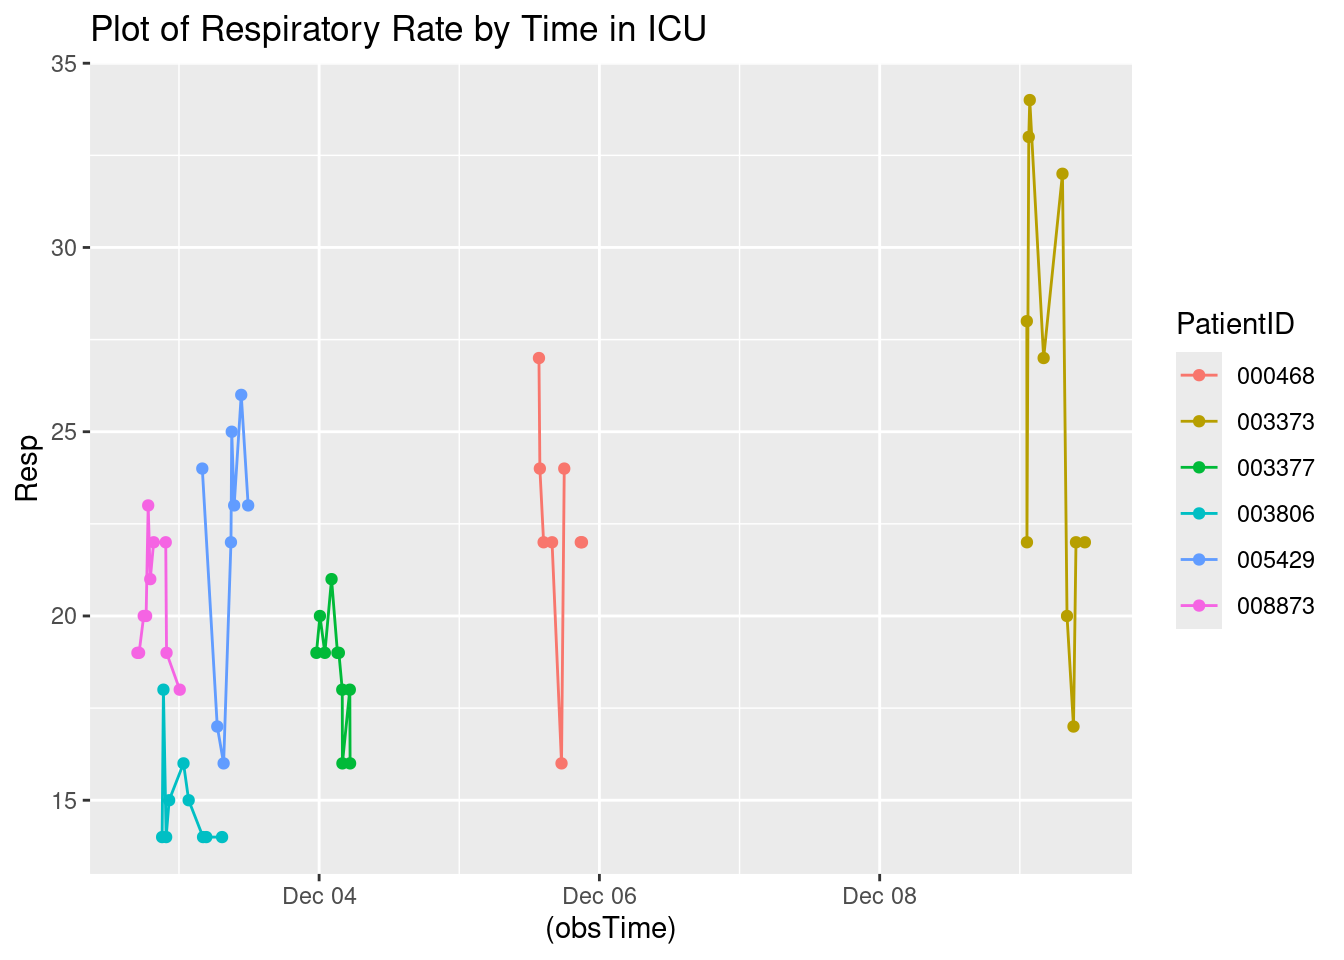 Plot of Respiratory Rate by Time in ICU
35
30
25
20
15
Resp
Dec 04
Dec 06
Dec 08
(obsTime)
PatientID
000468
003373
003377
003806
005429
008873